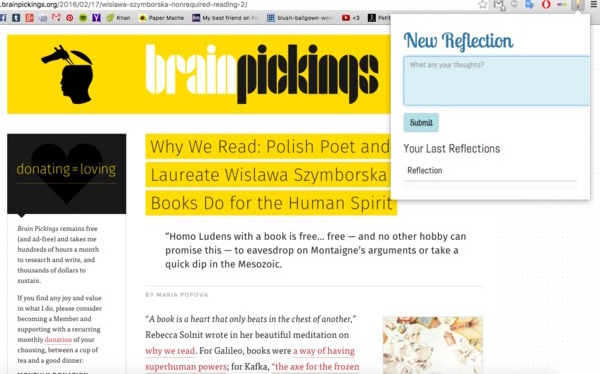 .brainpickings.org/2016/02/17/wislawa-szymborska-nonrequired-reading-2/
Khan
Paper Mache
My best friend on F
blush-ballgown-wed
YC
Petit
brainpickings
New Reflection
What are your thoughts?
Submit
Your Last Reflections
Reflection
donating=loving
Brain Pickings remains free
(and ad-free) and takes me
hundreds of hours a month
to research and write, and
thousands of dollars to
sustain.
If you find any joy and value
in what I do, please consider
becoming a Member and
supporting with a recurring
monthly donation of your
choosing, between a cup of
tea and a good dinner:
Why We Read: Polish Poet and
Laureate Wislawa Szymborska
Books Do for the Human Spirit
“Homo Ludens with a book is free... free — and no other hobby can
promise this — to eavesdrop on Montaigne’s arguments or take a
quick dip in the Mesozoic.
BY MARIA POPOVA
“A book is a heart that only beats in the chest of another,”
Rebecca Solnit wrote in her beautiful meditation on
why we read. For Galileo, books were a way of having
superhuman powers; for Kafka, “the axe for the frozen